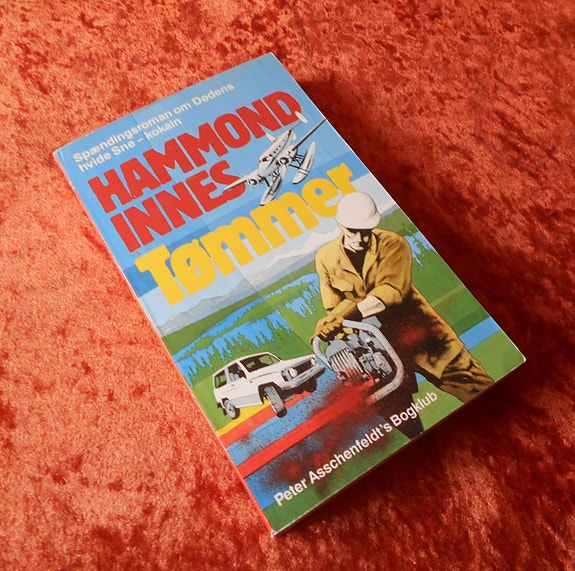 Spændingsroman om Dødens
hvide Sne – kokain
HAMMOND
INNES
Tømmer
Peter Asschenfeldt's Bogklub